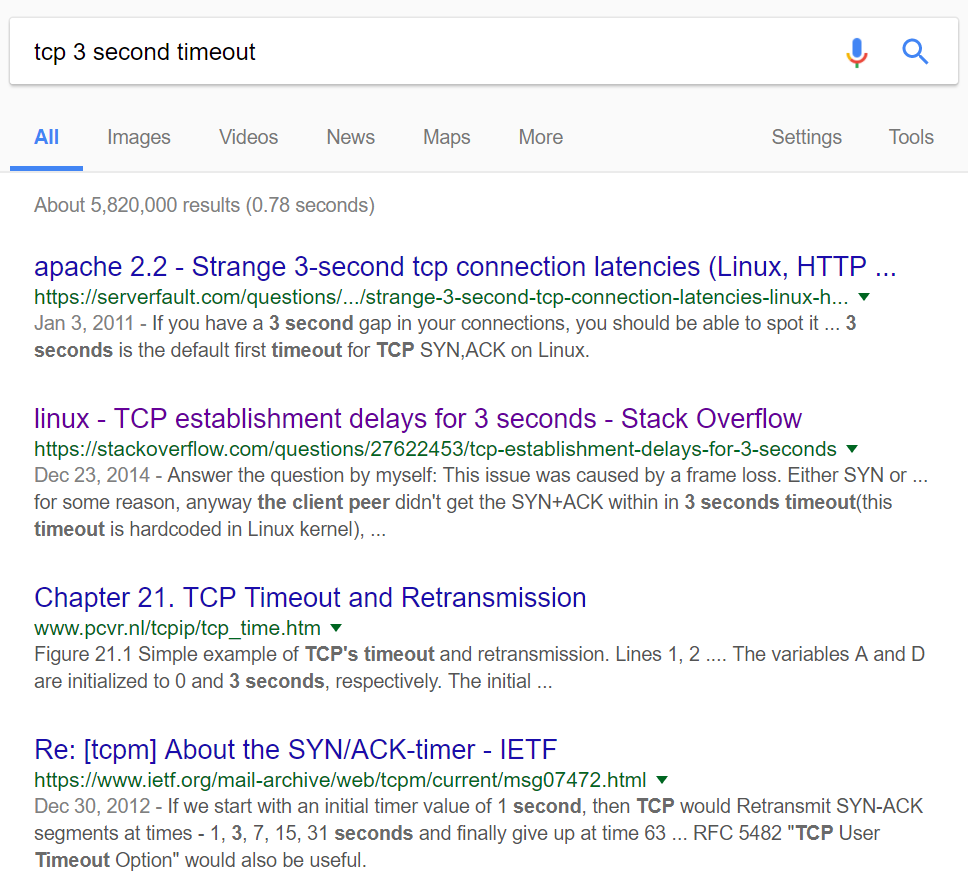 tcp 3 second timeout
All Images Videos News Maps More Settings Tools
About 5,820,000 results (0.78 seconds)
apache 2.2 - Strange 3-second tcp connection latencies (Linux, HTTP ...
https://serverfault.com/questions/.../strange-3-second-tcp-connection-latencies-linux-h...
Jan 3, 2011 - If you have a 3 second gap in your connections, you should be able to spot it ... 3
seconds is the default first timeout for TCP SYN,ACK on Linux.
linux - TCP establishment delays for 3 seconds - Stack Overflow
https://stackoverflow.com/questions/27622453/tcp-establishment-delays-for-3-seconds
Dec 23, 2014 - Answer the question by myself: This issue was caused by a frame loss. Either SYN or ...
for some reason, anyway the client peer didn't get the SYN+ACK within in 3 seconds timeout(this
timeout is hardcoded in Linux kernel), ...
Chapter 21. TCP Timeout and Retransmission
www.pcvr.nl/tcpip/tcp_time.htm
Figure 21.1 Simple example of TCP's timeout and retransmission. Lines 1, 2 .... The variables A and D
are initialized to 0 and 3 seconds, respectively. The initial ...
Re: [tcpm] About the SYN/ACK-timer - IETF
https://www.ietf.org/mail-archive/web/tcpm/current/msg07472.html
Dec 30, 2012 - If we start with an initial timer value of 1 second, then TCP would Retransmit SYN-ACK
segments at times - 1, 3, 7, 15, 31 seconds and finally give up at time 63 ... RFC 5482 "TCP User
Timeout Option" would also be useful.